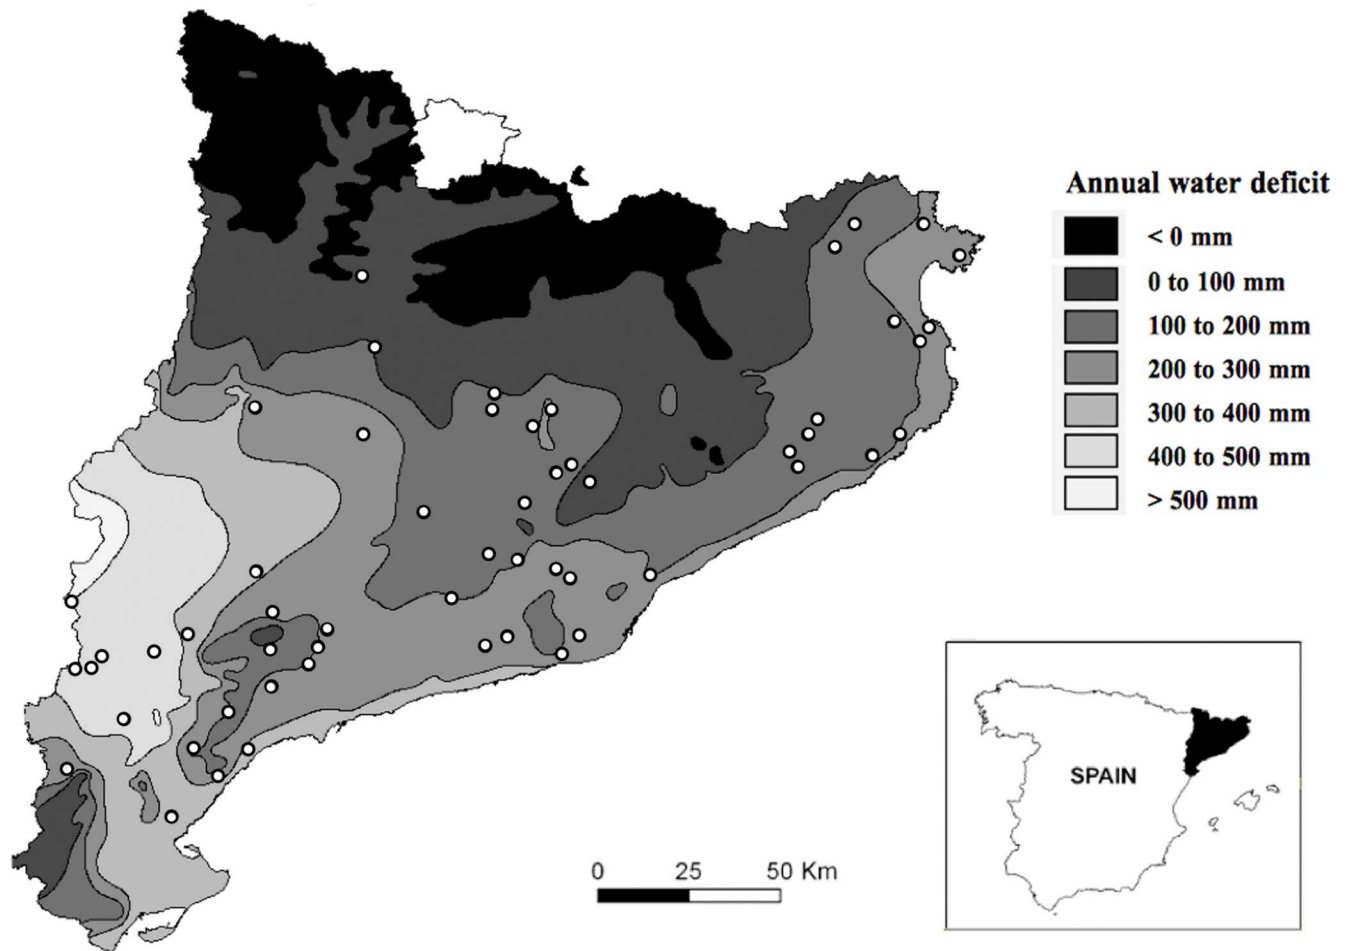 Annual water deficit
< 0 mm
0 to 100 mm
100 to 200 mm
200 to 300 mm
300 to 400 mm
400 to 500 mm
> 500 mm
SPAIN
0 25 50 Km